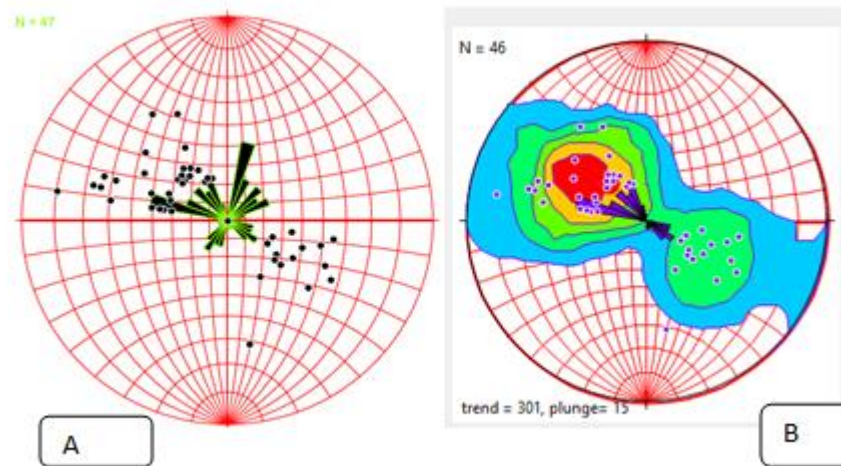 N = 47
A
N = 46
trend = 301, plunge= 15
B